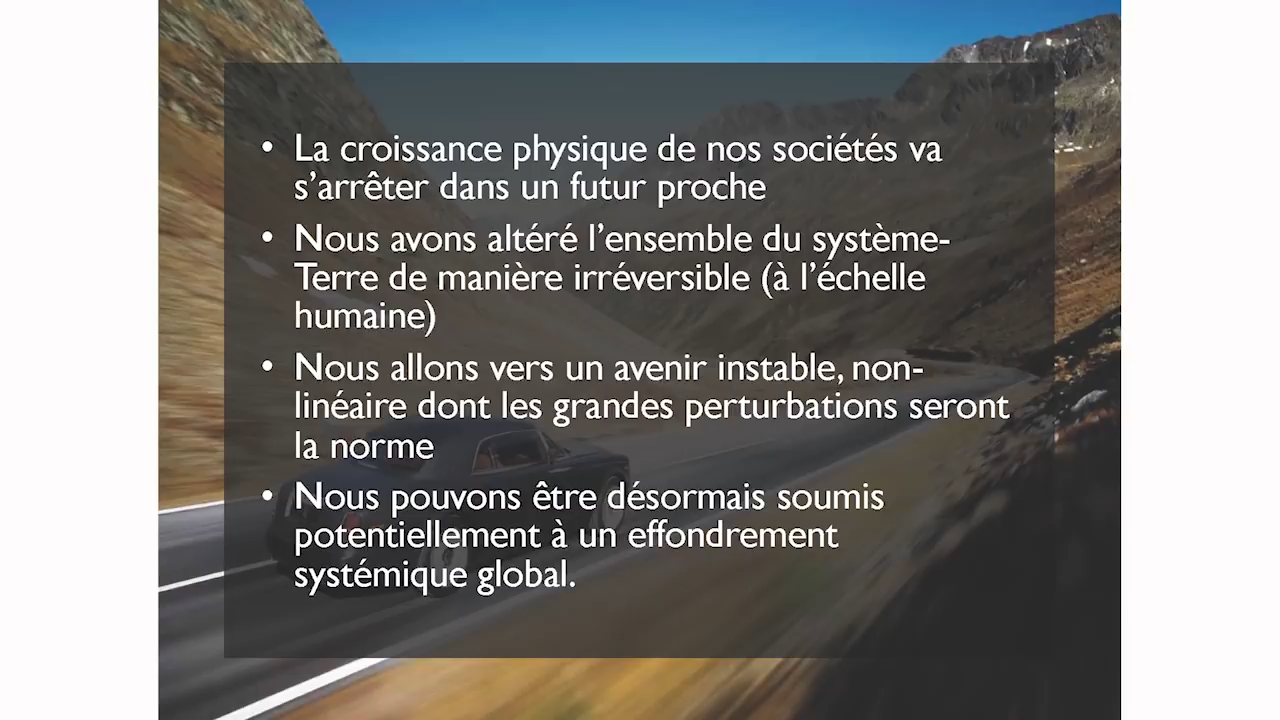 • La croissance physique de nos sociétés va
s’arrêter dans un futur proche
• Nous avons altéré l’ensemble du système-
Terre de manière irréversible (à l’échelle
humaine)
• Nous allons vers un avenir instable, non-
linéaire dont les grandes perturbations seront
la norme
• Nous pouvons être désormais soumis
potentiellement à un effondrement
systémique global.